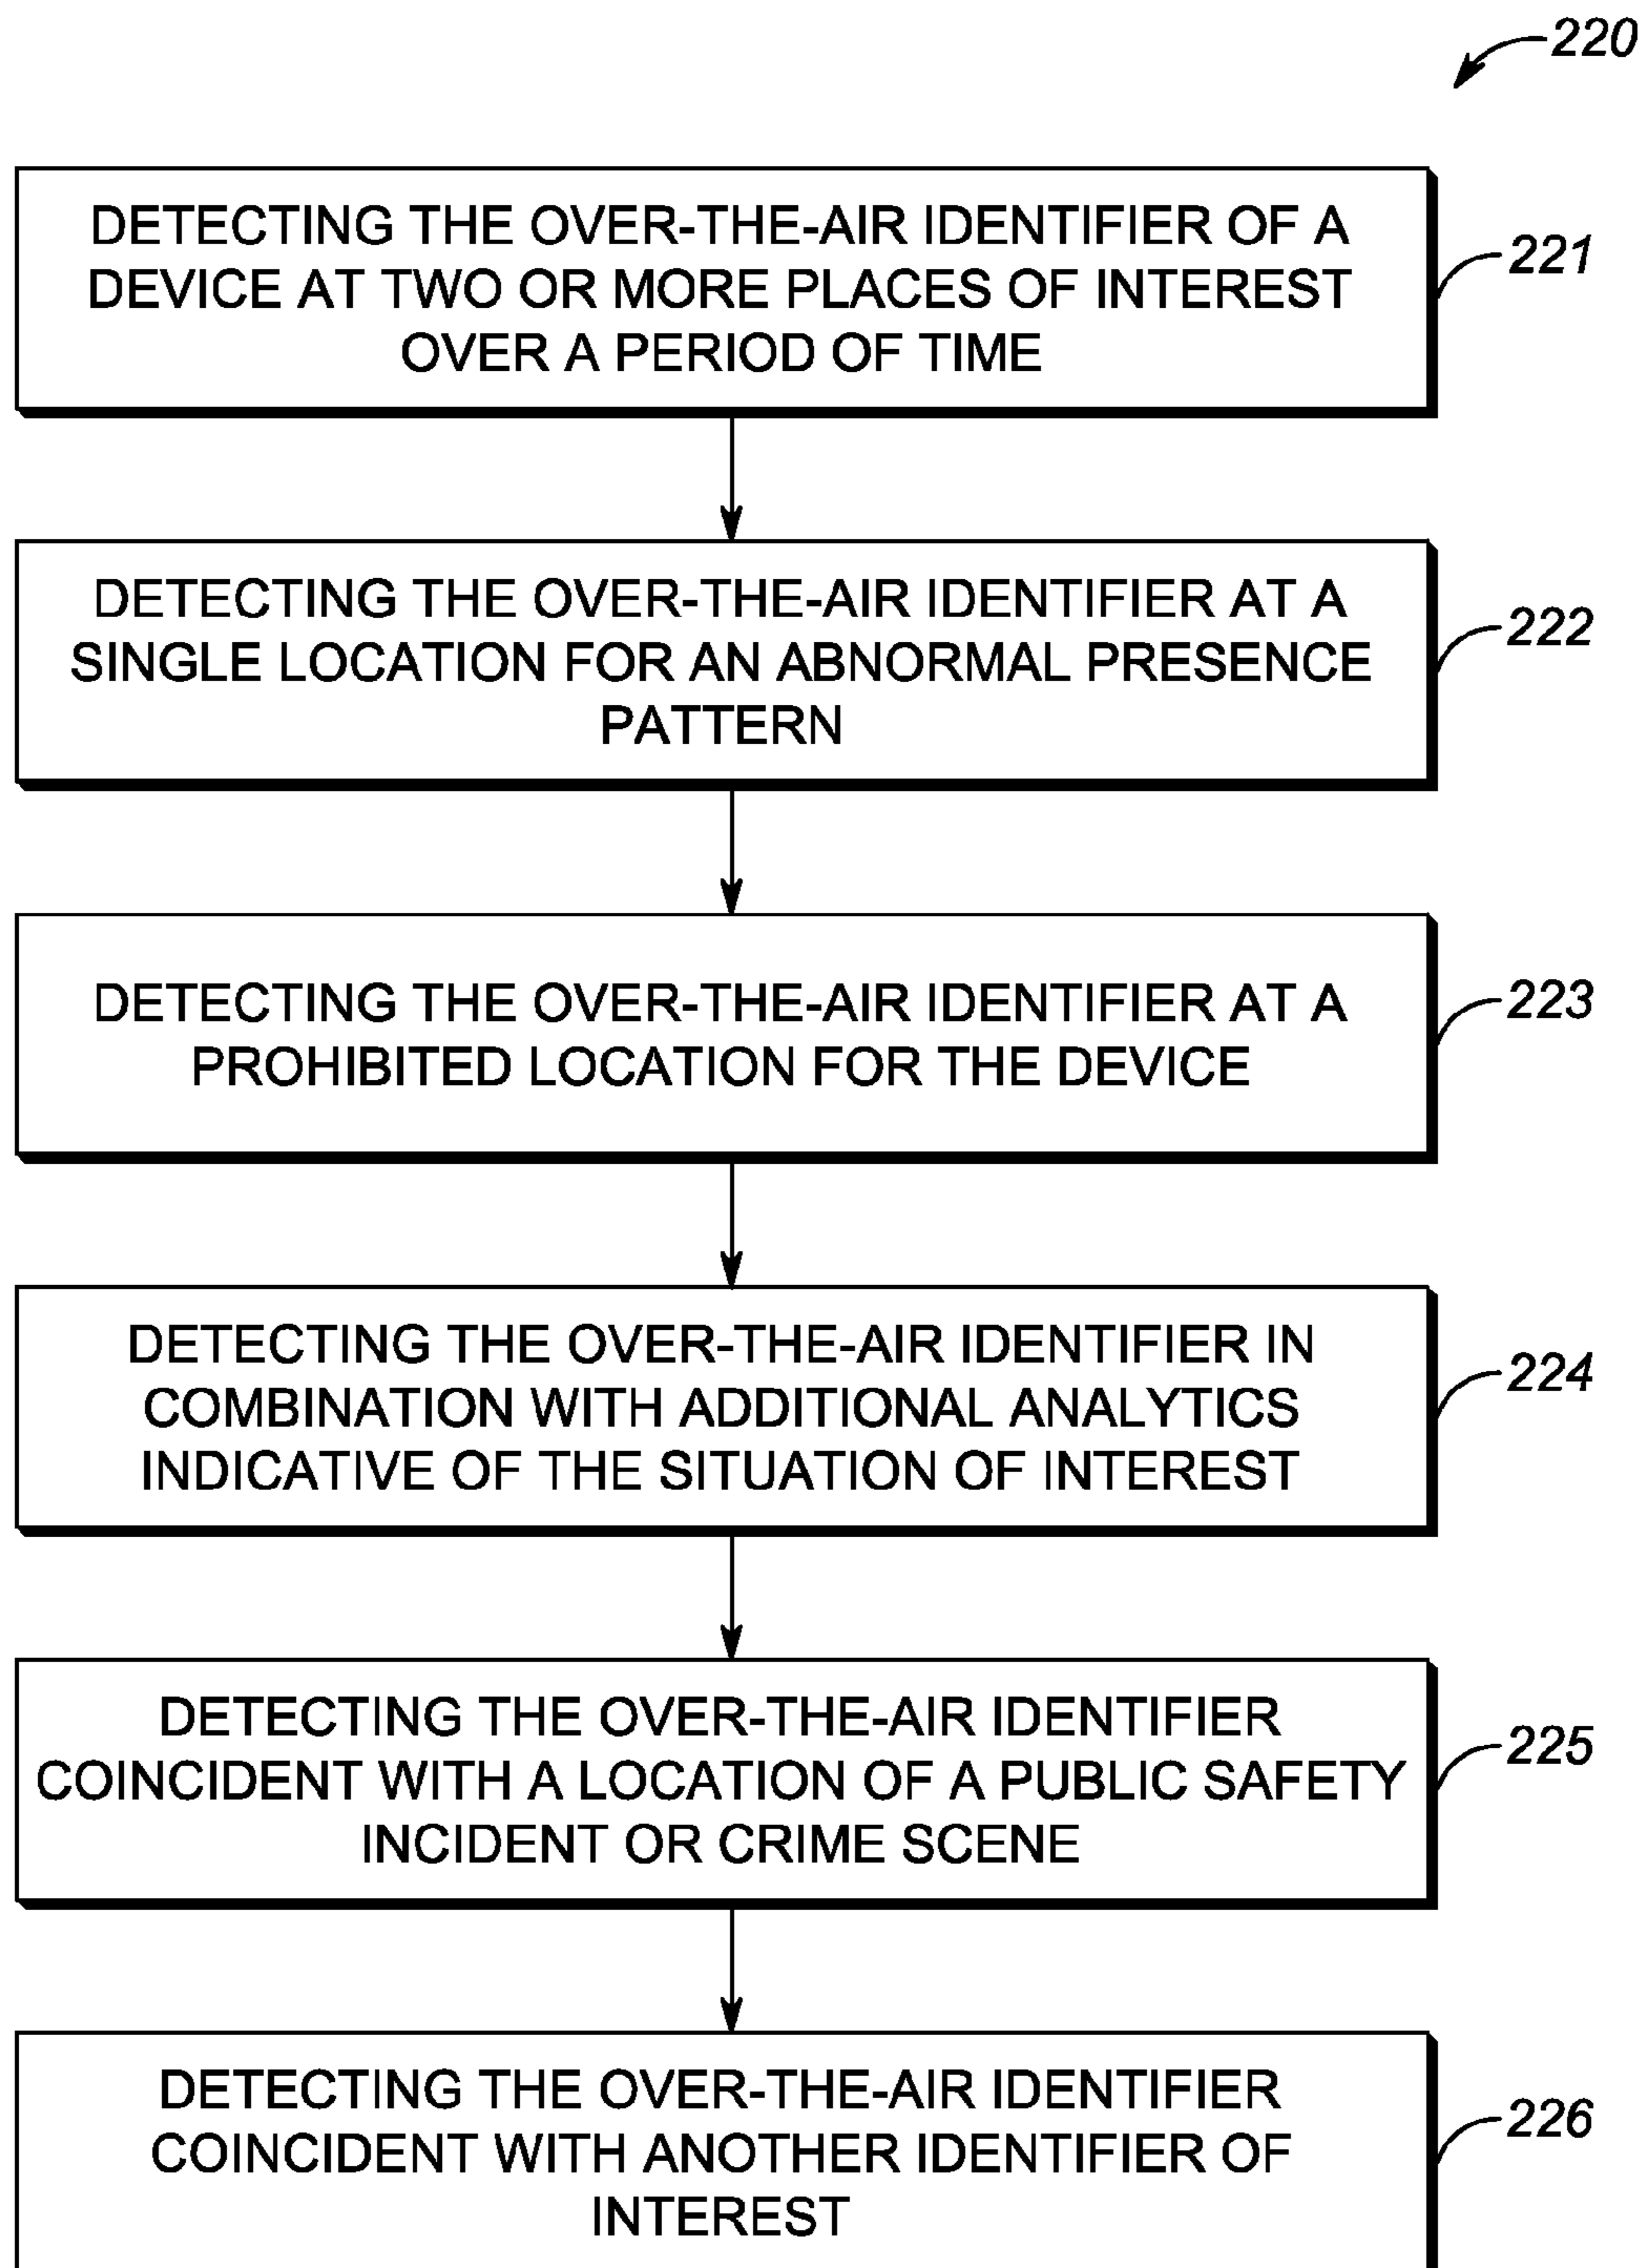 220
DETECTING THE OVER-THE-AIR IDENTIFIER OF A
DEVICE AT TWO OR MORE PLACES OF INTEREST
OVER A PERIOD OF TIME
221
DETECTING THE OVER-THE-AIR IDENTIFIER AT A
SINGLE LOCATION FOR AN ABNORMAL PRESENCE
PATTERN
222
DETECTING THE OVER-THE-AIR IDENTIFIER AT A
PROHIBITED LOCATION FOR THE DEVICE
223
DETECTING THE OVER-THE-AIR IDENTIFIER IN
COMBINATION WITH ADDITIONAL ANALYTICS
INDICATIVE OF THE SITUATION OF INTEREST
224
DETECTING THE OVER-THE-AIR IDENTIFIER
COINCIDENT WITH A LOCATION OF A PUBLIC SAFETY
INCIDENT OR CRIME SCENE
225
DETECTING THE OVER-THE-AIR IDENTIFIER
COINCIDENT WITH ANOTHER IDENTIFIER OF
INTEREST
226